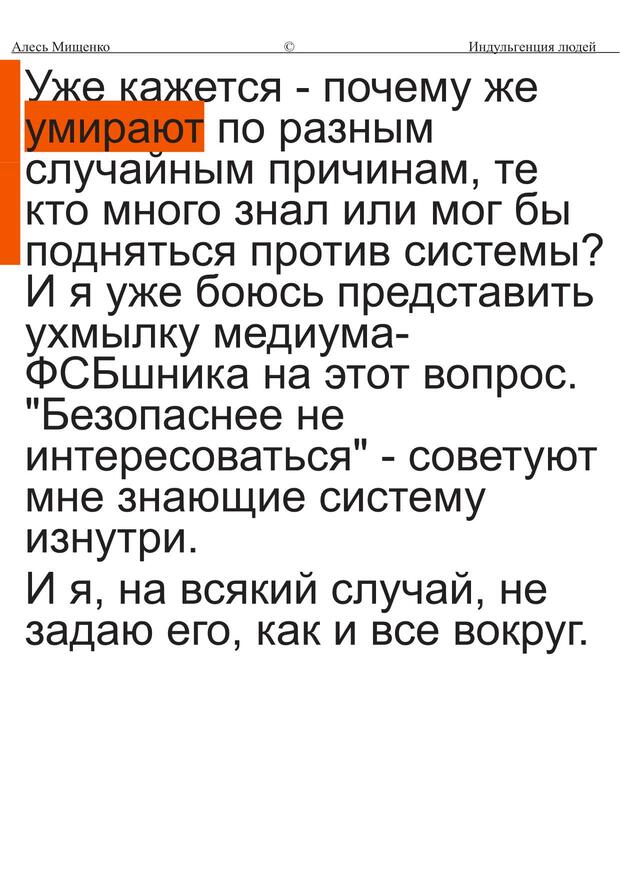 Алесь Мищенко © Индульгенция людей
Уже кажется - почему же
умирают по разным
случайным причинам, те
кто много знал или мог бы
подняться против системы?
И я уже боюсь представить
ухмылку медиума-
ФСБшника на этот вопрос.
"Безопаснее не
интересоваться" - советуют
мне знающие систему
изнутри.
И я, на всякий случай, не
задаю его, как и все вокруг.